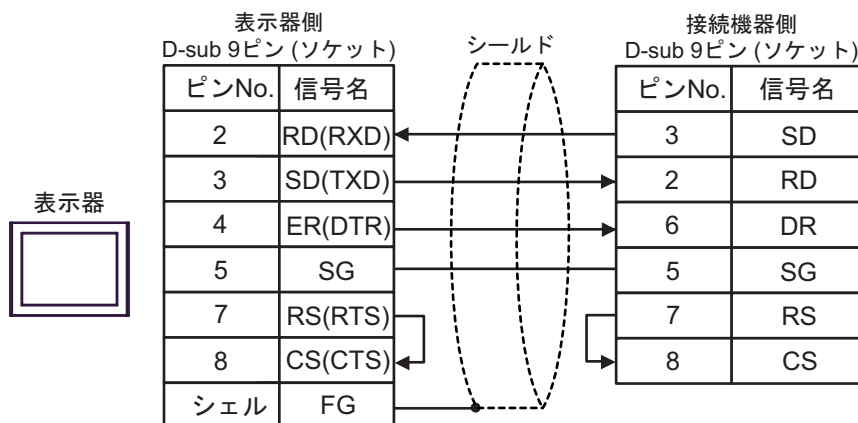 表示器側
D-sub 9ピン (ソケット)
シールド
接続機器側
D-sub 9ピン (ソケット)
ピンNo. 信号名
ピンNo. 信号名
2 RD(RXD) 3 SD
3 SD(TXD) 2 RD
表示器
4 ER(DTR) 6 DR
5 SG 5 SG
7 RS(RTS) 7 RS
8 CS(CTS) 8 CS
シェル FG